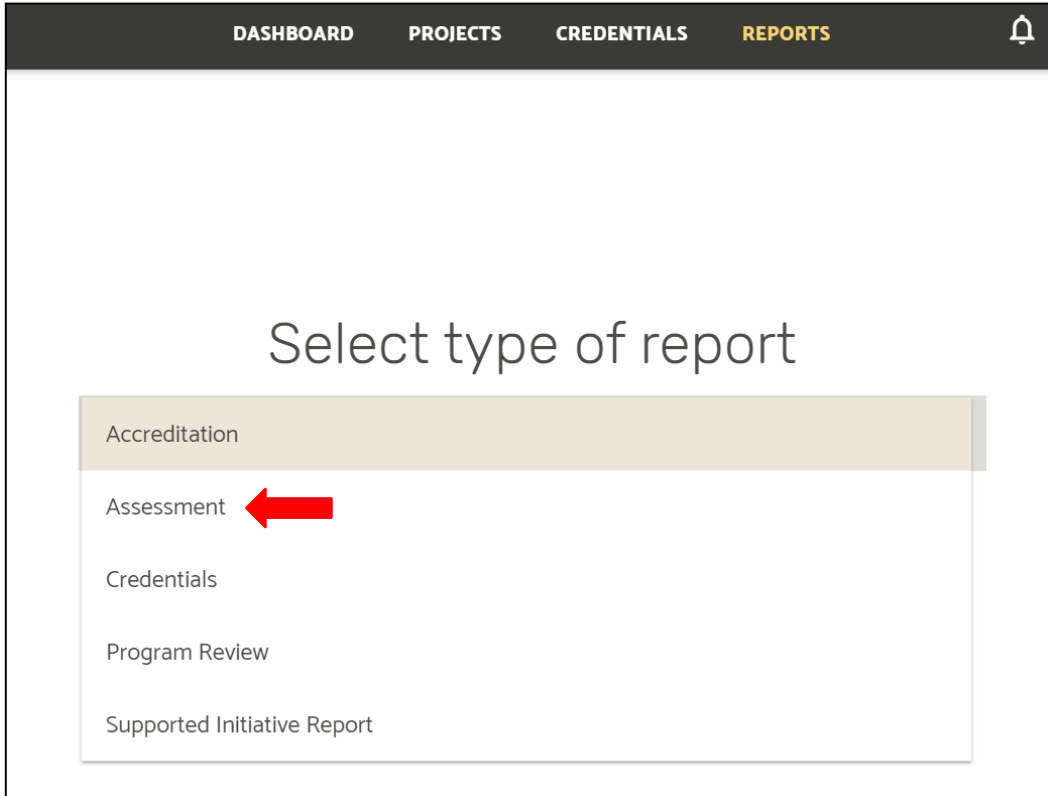 DASHBOARD PROJECTS CREDENTIALS REPORTS
Select type of report
Accreditation
Assessment
Credentials
Program Review
Supported Initiative Report